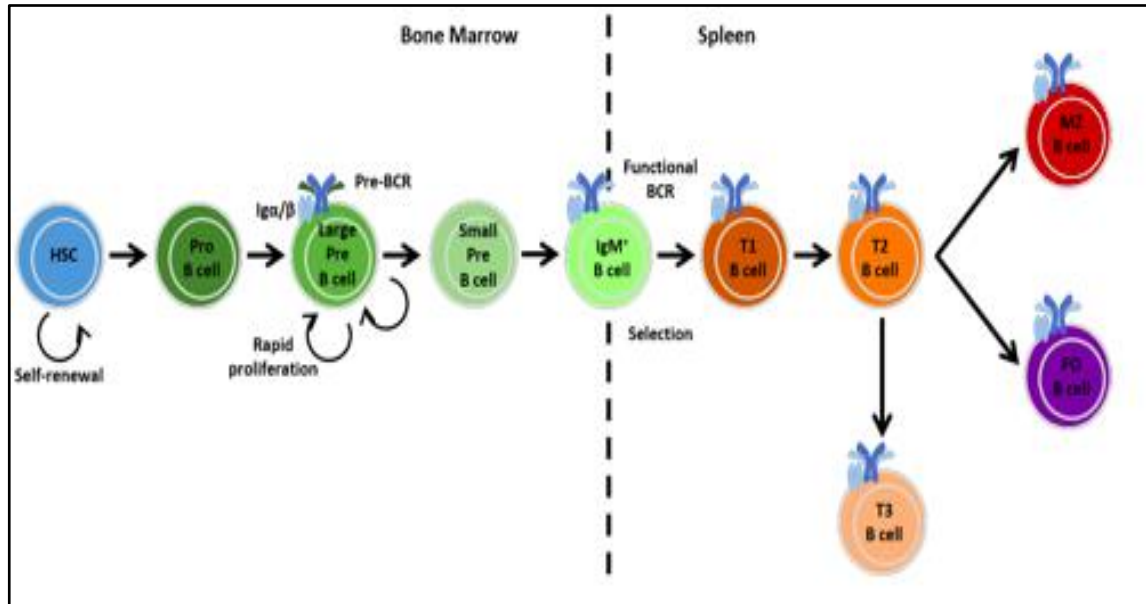 Bone Marrow
Spleen
MZ
B cell
Functional
BCR
Pre-BCR
Igα/β
HSC
Pro
B cell
Large
Pre
B cell
Small
Pre
B cell
IgM⁺
B cell
T1
B cell
T2
B cell
Self-renewal
Rapid
proliferation
Selection
FO
B cell
T3
B cell